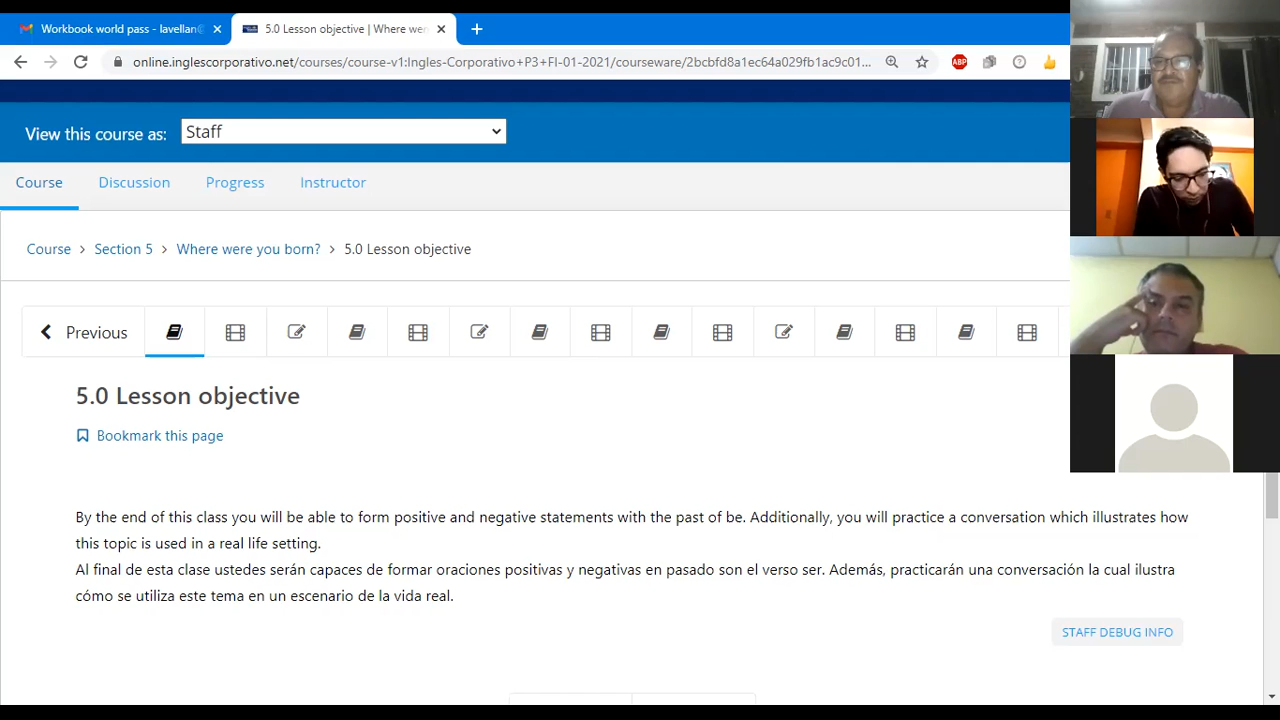 Workbook world pass - lavellan@
5.0 Lesson objective | Where wer
online.inglescorporativo.net/courses/course-v1:Ingles-Corporativo+P3+FI-01-2021/courseware/2bcbfd8a1ec64a029fb1ac9c01...
ABP
View this course as:
Staff
Course
Discussion
Progress
Instructor
Course > Section 5 > Where were you born? > 5.0 Lesson objective
Previous
5.0 Lesson objective
Bookmark this page
By the end of this class you will be able to form positive and negative statements with the past of be. Additionally, you will practice a conversation which illustrates how
this topic is used in a real life setting.
Al final de esta clase ustedes serán capaces de formar oraciones positivas y negativas en pasado son el verso ser. Además, practicarán una conversación la cual ilustra
cómo se utiliza este tema en un escenario de la vida real.
STAFF DEBUG INFO